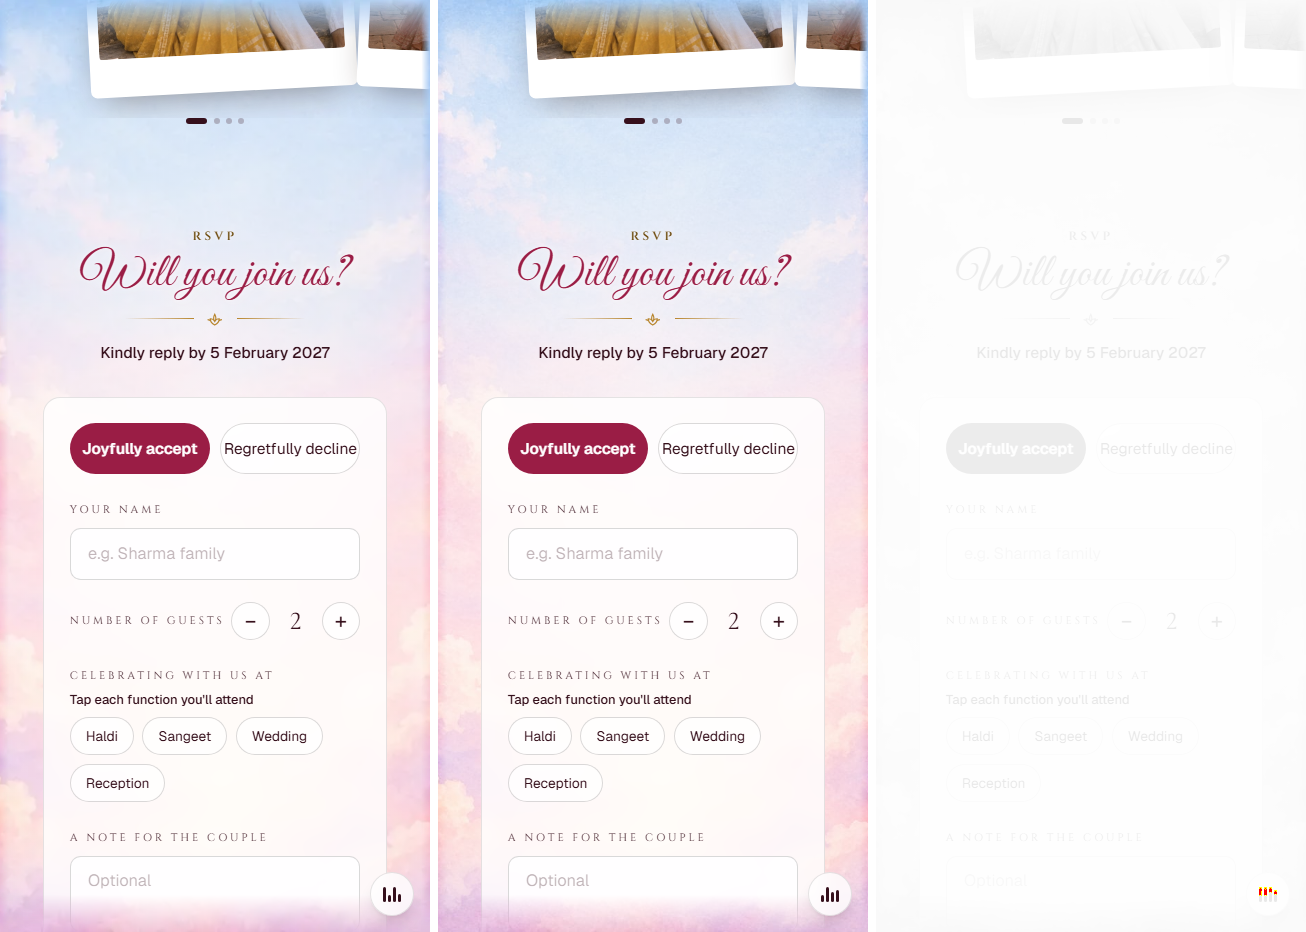 RSVP
Will you join us?
Kindly reply by 5 February 2027
Joyfully accept Regretfully decline
YOUR NAME
e.g. Sharma family
NUMBER OF GUESTS − 2 +
CELEBRATING WITH US AT
Tap each function you'll attend
Haldi Sangeet Wedding
Reception
A NOTE FOR THE COUPLE
Optional
RSVP
Will you join us?
Kindly reply by 5 February 2027
Joyfully accept Regretfully decline
YOUR NAME
e.g. Sharma family
NUMBER OF GUESTS − 2 +
CELEBRATING WITH US AT
Tap each function you'll attend
Haldi Sangeet Wedding
Reception
A NOTE FOR THE COUPLE
Optional
RSVP
Will you join us?
Kindly reply by 5 February 2027
Joyfully accept Regretfully decline
YOUR NAME
e.g. Sharma family
NUMBER OF GUESTS − 2 +
CELEBRATING WITH US AT
Tap each function you'll attend
Haldi Sangeet Wedding
Reception
A NOTE FOR THE COUPLE
Optional